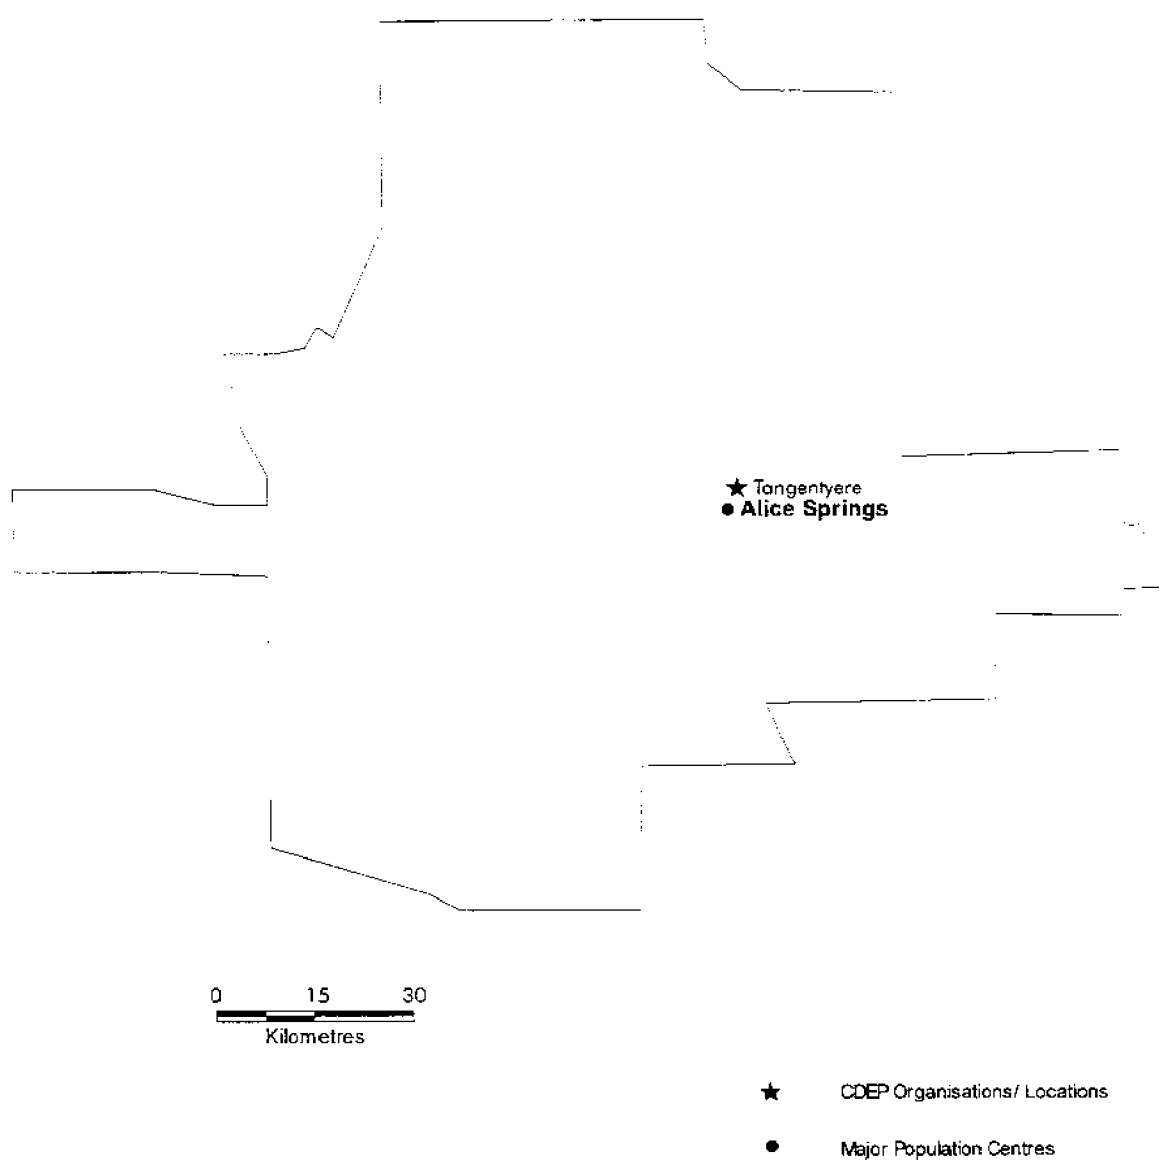 Tangentyere
Alice Springs
0 15 30
Kilometres
CDEP Organisations/ Locations
Major Population Centres